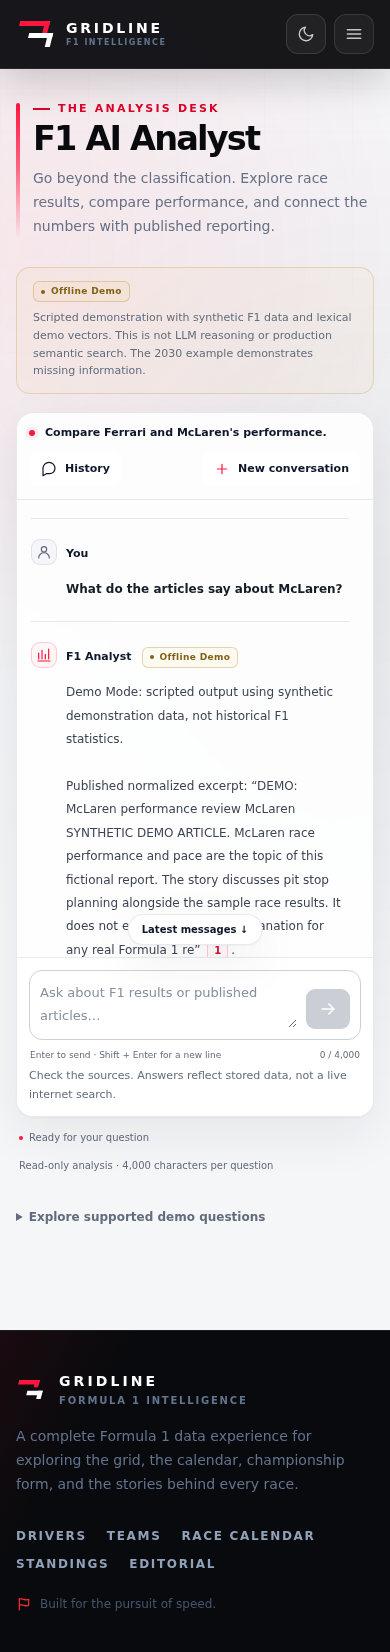 GRIDLINE
F1 INTELLIGENCE
THE ANALYSIS DESK
F1 AI Analyst
Go beyond the classification. Explore race
results, compare performance, and connect the
numbers with published reporting.
Offline Demo
Scripted demonstration with synthetic F1 data and lexical
demo vectors. This is not LLM reasoning or production
semantic search. The 2030 example demonstrates
missing information.
Compare Ferrari and McLaren's performance.
History
New conversation
You
What do the articles say about McLaren?
F1 Analyst Offline Demo
Demo Mode: scripted output using synthetic
demonstration data, not historical F1
statistics.
Published normalized excerpt: “DEMO:
McLaren performance review McLaren
SYNTHETIC DEMO ARTICLE. McLaren race
performance and pace are the topic of this
fictional report. The story discusses pit stop
planning alongside the sample race results. It
does not e
Latest messages ↓
anation for
any real Formula 1 re” 1 .
Ask about F1 results or published
articles…
Enter to send · Shift + Enter for a new line
0 / 4,000
Check the sources. Answers reflect stored data, not a live
internet search.
Ready for your question
Read-only analysis · 4,000 characters per question
Explore supported demo questions
GRIDLINE
FORMULA 1 INTELLIGENCE
A complete Formula 1 data experience for
exploring the grid, the calendar, championship
form, and the stories behind every race.
DRIVERS TEAMS RACE CALENDAR
STANDINGS EDITORIAL
Built for the pursuit of speed.